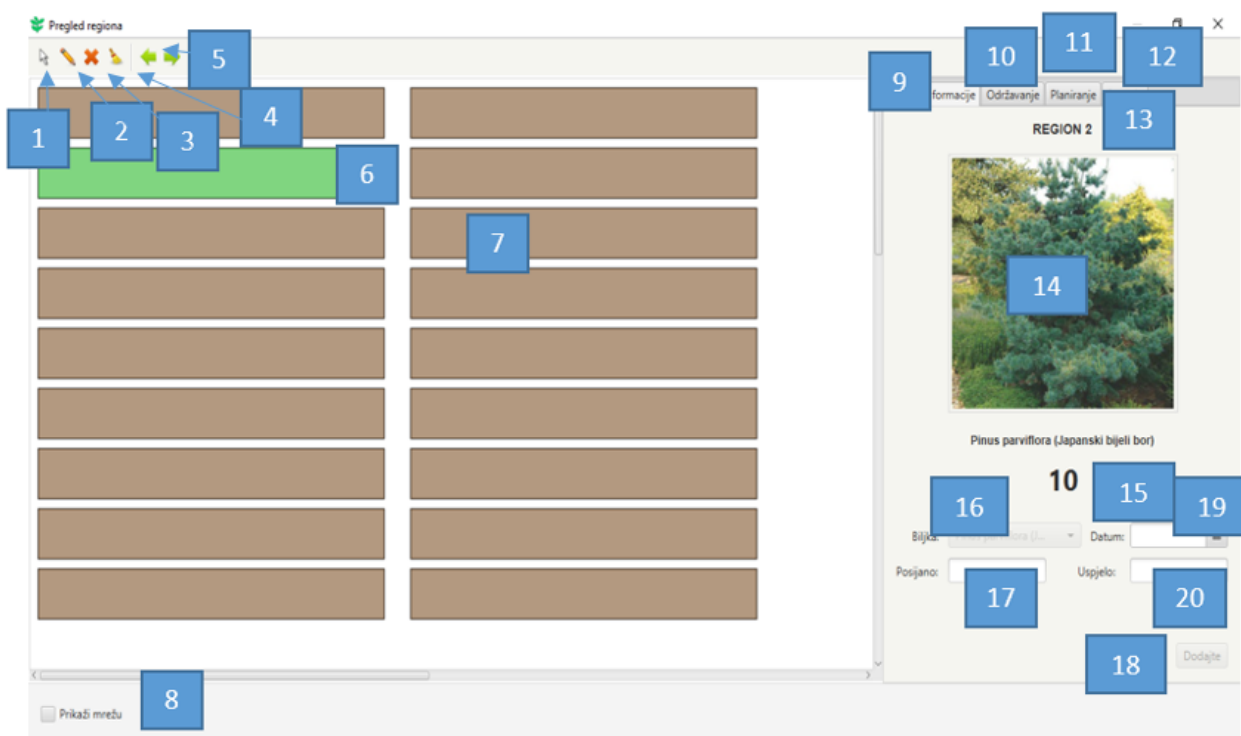 Pregled regiona
5
10
11
12
9
formacije Održavanje Planiranje
1
2
3
4
13
REGION 2
6
7
14
Pinus parviflora (Japanski bijeli bor)
10
15
16
19
Biljka: Pinus parviflora (J... Datum:
Posijano: Uspjelo:
17
20
18
Dodajte
8
Prikaži mrežu